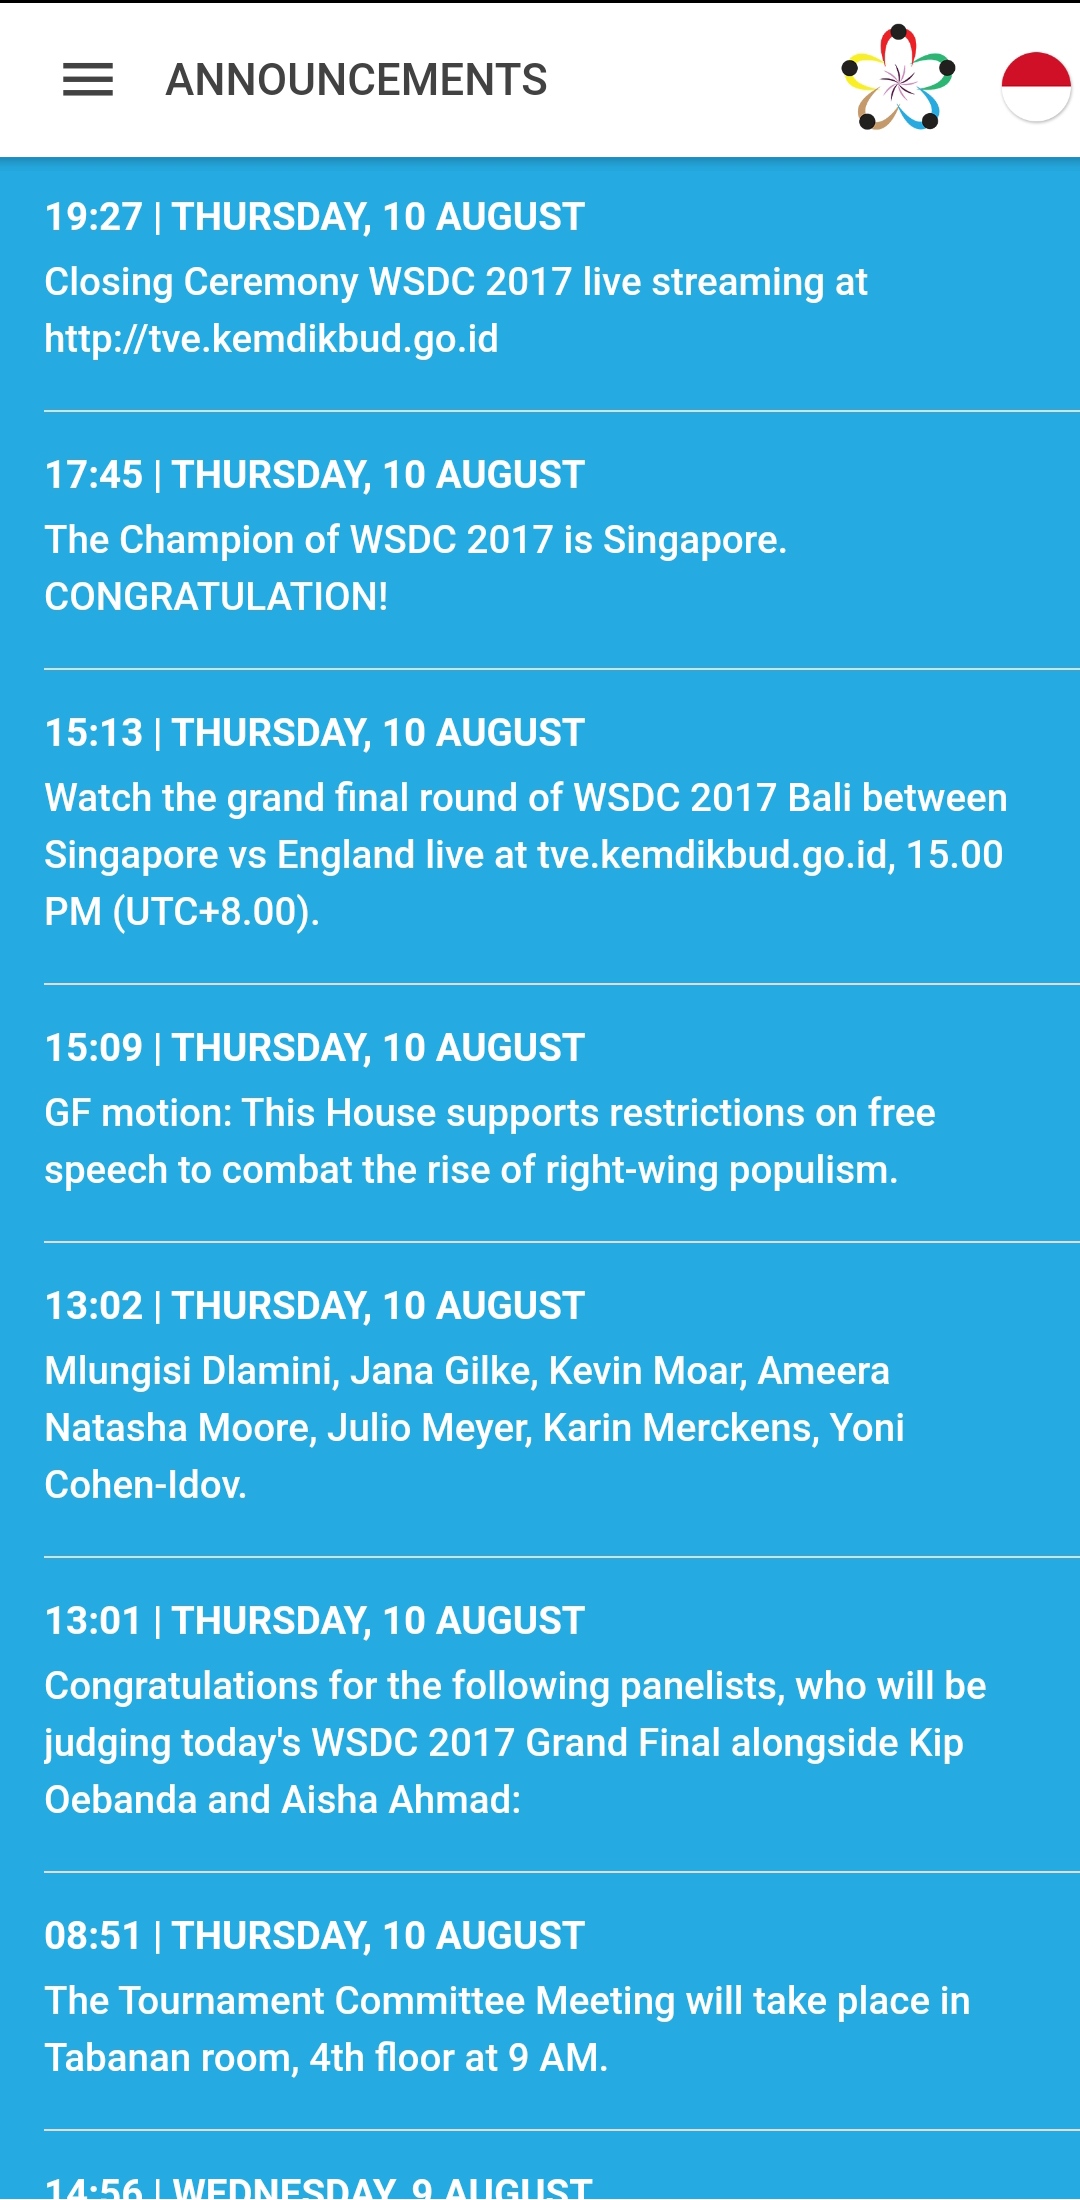 ANNOUNCEMENTS
19:27 | THURSDAY, 10 AUGUST
Closing Ceremony WSDC 2017 live streaming at
http://tve.kemdikbud.go.id
17:45 | THURSDAY, 10 AUGUST
The Champion of WSDC 2017 is Singapore.
CONGRATULATION!
15:13 | THURSDAY, 10 AUGUST
Watch the grand final round of WSDC 2017 Bali between
Singapore vs England live at tve.kemdikbud.go.id, 15.00
PM (UTC+8.00).
15:09 | THURSDAY, 10 AUGUST
GF motion: This House supports restrictions on free
speech to combat the rise of right-wing populism.
13:02 | THURSDAY, 10 AUGUST
Mlungisi Dlamini, Jana Gilke, Kevin Moar, Ameera
Natasha Moore, Julio Meyer, Karin Merckens, Yoni
Cohen-Idov.
13:01 | THURSDAY, 10 AUGUST
Congratulations for the following panelists, who will be
judging today's WSDC 2017 Grand Final alongside Kip
Oebanda and Aisha Ahmad:
08:51 | THURSDAY, 10 AUGUST
The Tournament Committee Meeting will take place in
Tabanan room, 4th floor at 9 AM.
14:56 | WEDNESDAY, 9 AUGUST